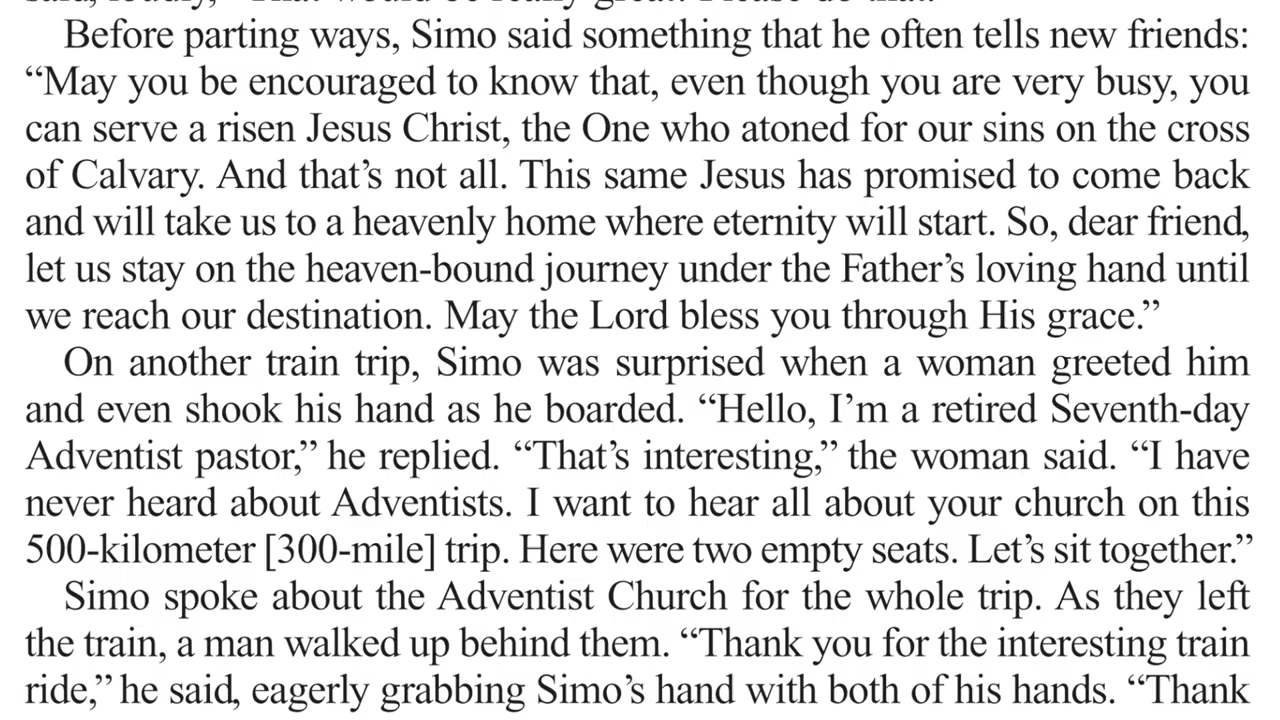 said, loudly, “That would be really great! Please do that.”
Before parting ways, Simo said something that he often tells new friends:
“May you be encouraged to know that, even though you are very busy, you
can serve a risen Jesus Christ, the One who atoned for our sins on the cross
of Calvary. And that’s not all. This same Jesus has promised to come back
and will take us to a heavenly home where eternity will start. So, dear friend,
let us stay on the heaven-bound journey under the Father’s loving hand until
we reach our destination. May the Lord bless you through His grace.”
On another train trip, Simo was surprised when a woman greeted him
and even shook his hand as he boarded. “Hello, I’m a retired Seventh-day
Adventist pastor,” he replied. “That’s interesting,” the woman said. “I have
never heard about Adventists. I want to hear all about your church on this
500-kilometer [300-mile] trip. Here were two empty seats. Let’s sit together.”
Simo spoke about the Adventist Church for the whole trip. As they left
the train, a man walked up behind them. “Thank you for the interesting train
ride,” he said, eagerly grabbing Simo’s hand with both of his hands. “Thank